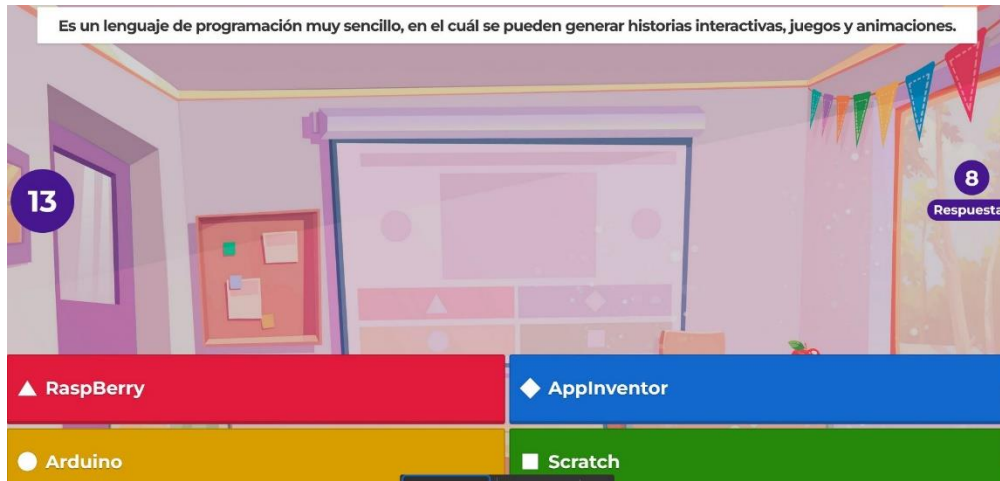 Es un lenguaje de programación muy sencillo, en el cuál se pueden generar historias interactivas, juegos y animaciones.
13
8
Respuesta
RaspBerry
AppInventor
Arduino
Scratch